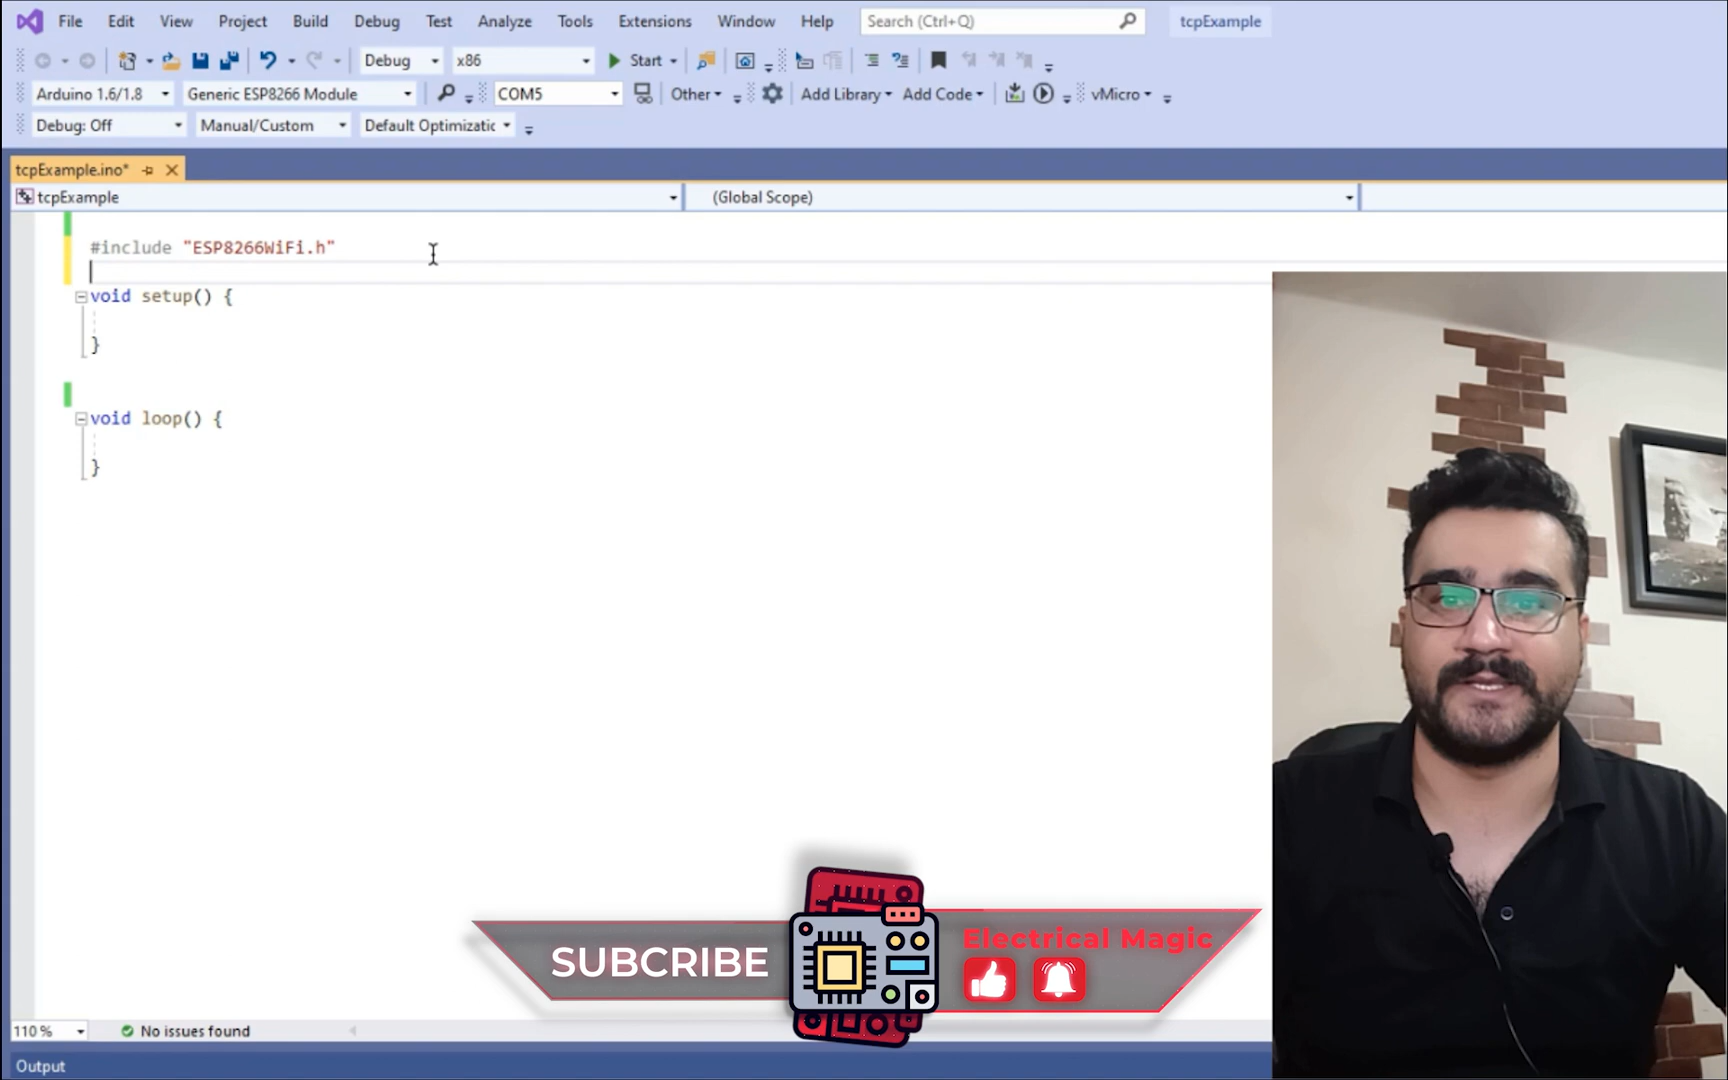 File Edit View Project Build Debug Test Analyze Tools Extensions Window Help Search (Ctrl+Q) tcpExample
Debug x86 Start
Arduino 1.6/1.8 Generic ESP8266 Module COM5 Other Add Library Add Code vMicro
Debug: Off Manual/Custom Default Optimizatic
tcpExample.ino*
tcpExample (Global Scope)
#include "ESP8266WiFi.h"
void setup() {
}
void loop() {
}
SUBCRIBE Electrical Magic
110 % No issues found
Output